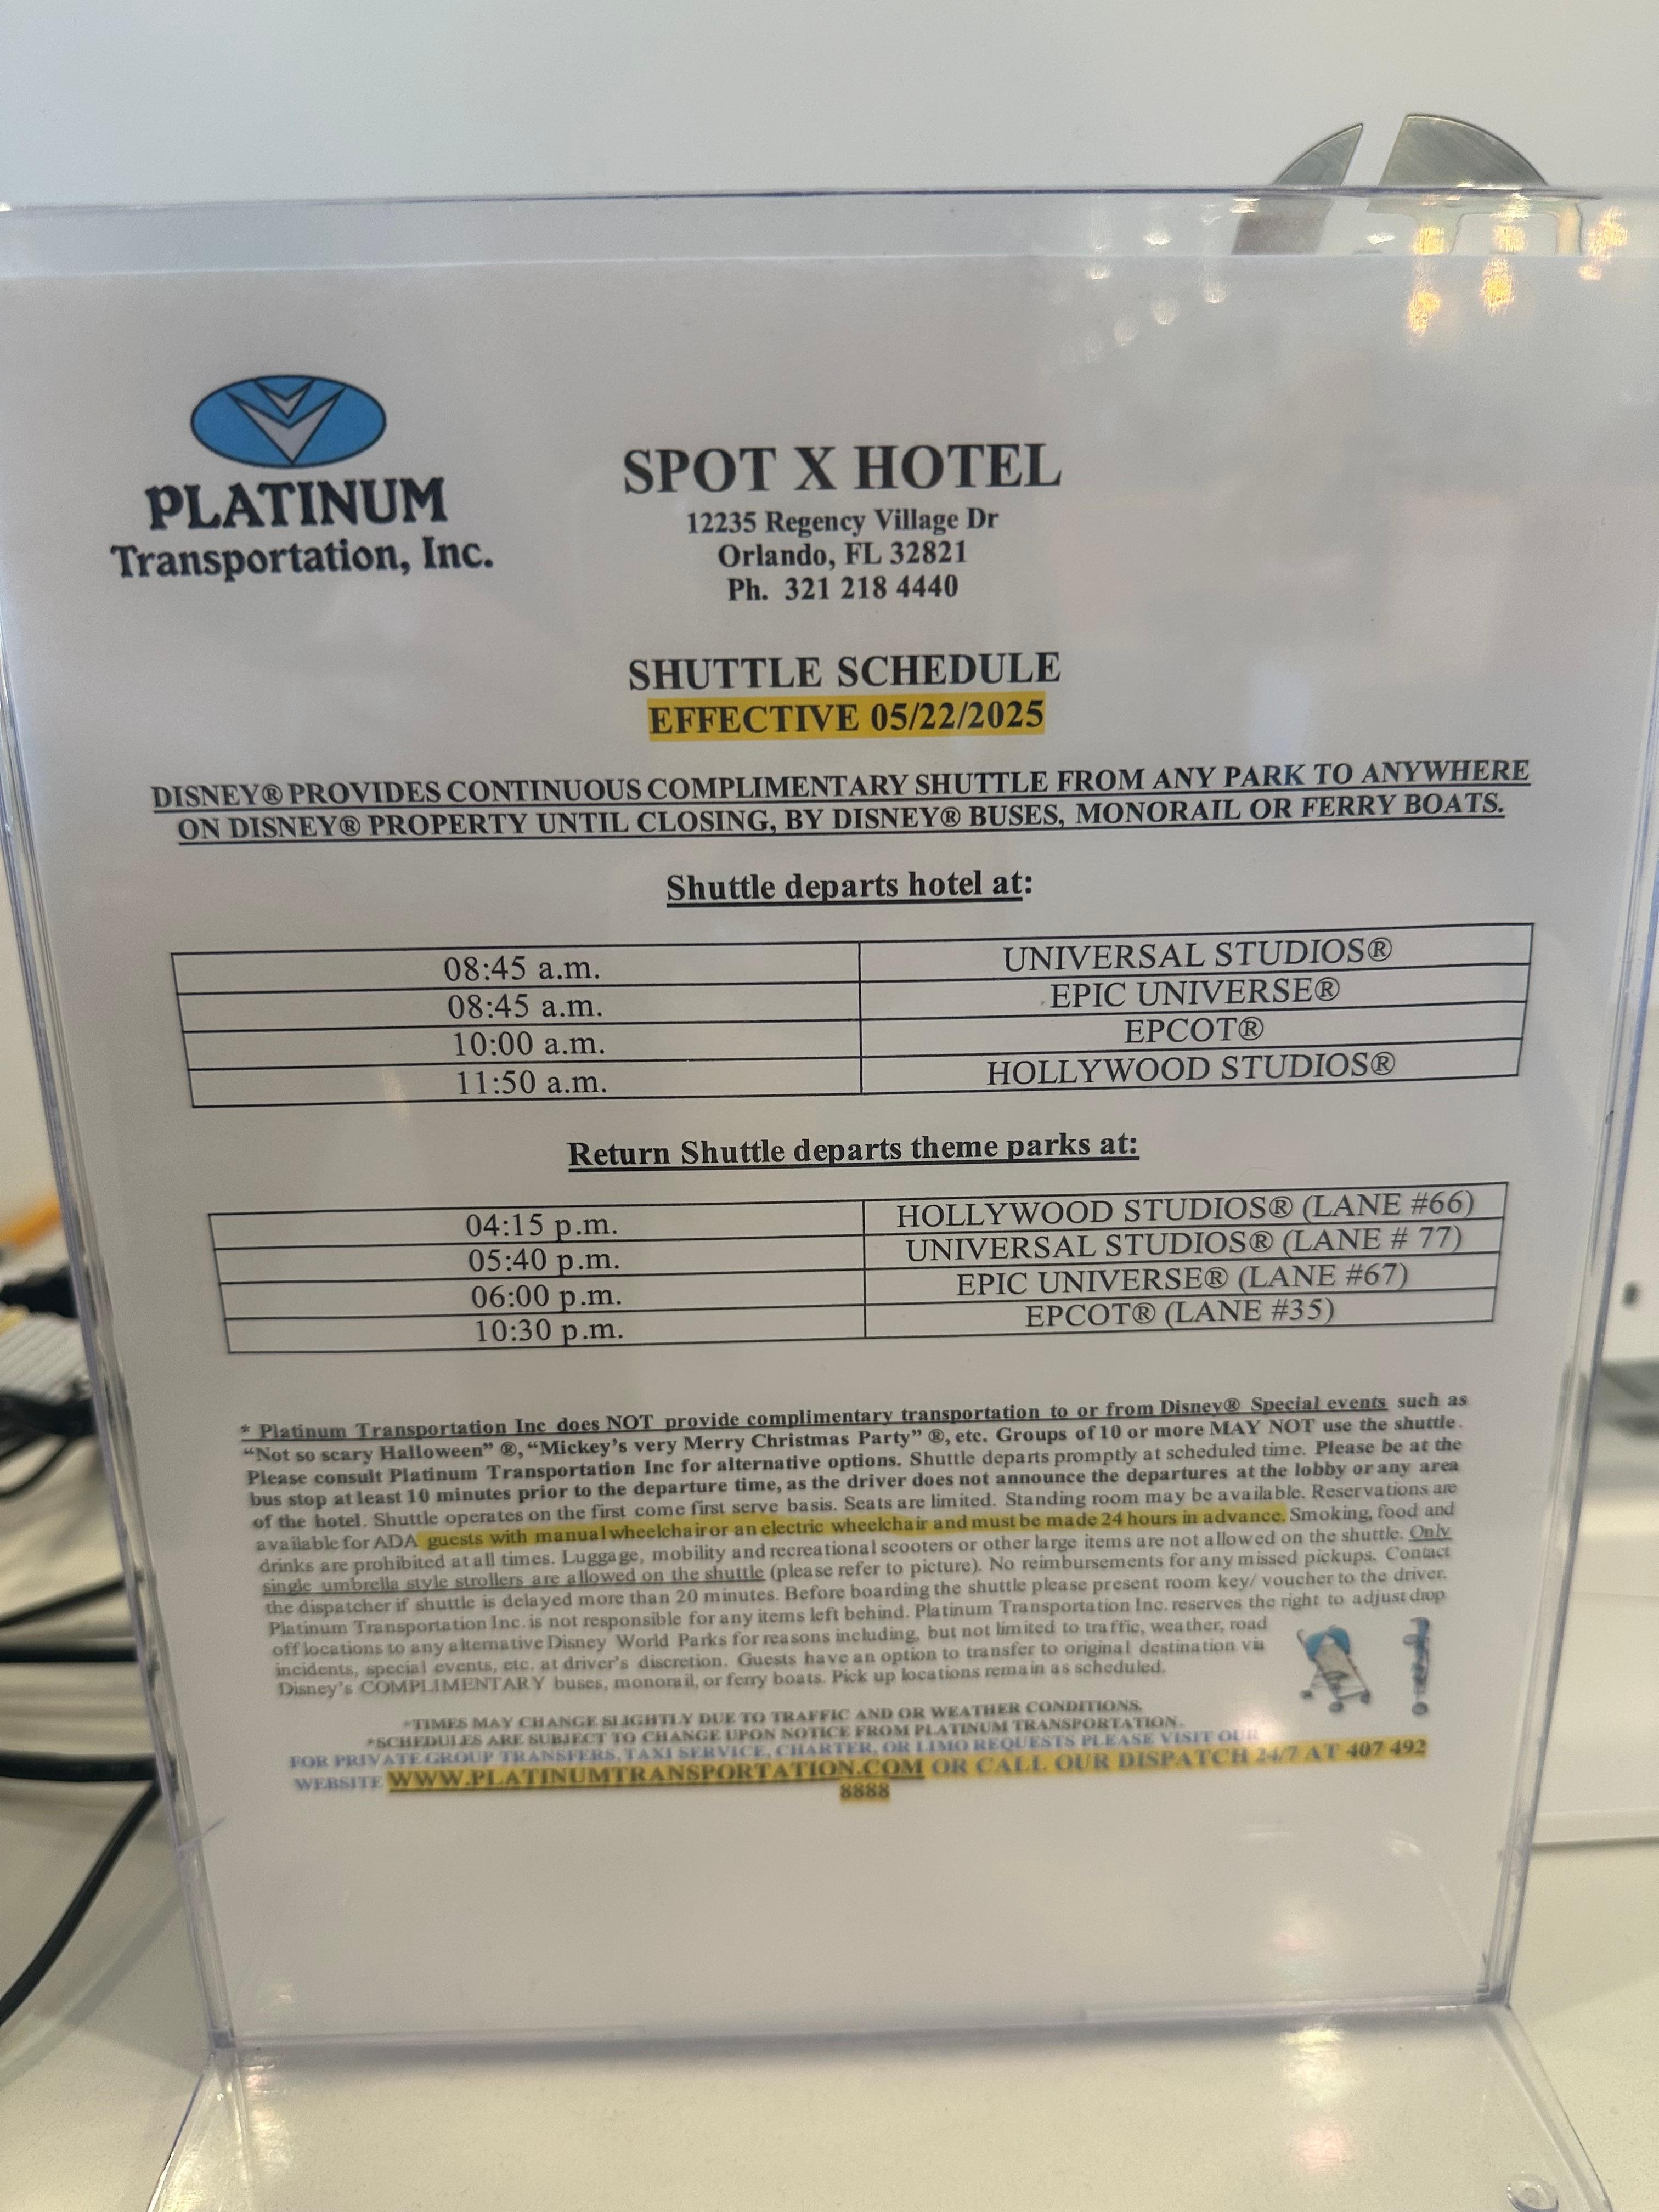 PLATINUM
Transportation, Inc.
SPOT X HOTEL
12235 Regency Village Dr
Orlando, FL 32821
Ph. 321 218 4440
SHUTTLE SCHEDULE
EFFECTIVE 05/22/2025
DISNEY® PROVIDES CONTINUOUS COMPLIMENTARY SHUTTLE FROM ANY PARK TO ANYWHERE
ON DISNEY® PROPERTY UNTIL CLOSING, BY DISNEY® BUSES, MONORAIL OR FERRY BOATS.
Shuttle departs hotel at:
08:45 a.m. UNIVERSAL STUDIOS®
08:45 a.m. EPIC UNIVERSE®
10:00 a.m. EPCOT®
11:50 a.m. HOLLYWOOD STUDIOS®
Return Shuttle departs theme parks at:
04:15 p.m. HOLLYWOOD STUDIOS® (LANE #66)
05:40 p.m. UNIVERSAL STUDIOS® (LANE # 77)
06:00 p.m. EPIC UNIVERSE® (LANE #67)
10:30 p.m. EPCOT® (LANE #35)
* Platinum Transportation Inc does NOT provide complimentary transportation to or from Disney® Special events such as
“Not so scary Halloween” ®, “Mickey’s very Merry Christmas Party” ®, etc. Groups of 10 or more MAY NOT use the shuttle.
Please consult Platinum Transportation Inc for alternative options. Shuttle departs promptly at scheduled time. Please be at the
bus stop at least 10 minutes prior to the departure time, as the driver does not announce the departures at the lobby or any area
of the hotel. Shuttle operates on the first come first serve basis. Seats are limited. Standing room may be available. Reservations are
available for ADA guests with manual wheelchair or an electric wheelchair and must be made 24 hours in advance. Smoking, food and
drinks are prohibited at all times. Luggage, mobility and recreational scooters or other large items are not allowed on the shuttle. Only
single umbrella style strollers are allowed on the shuttle (please refer to picture). No reimbursements for any missed pickups. Contact
the dispatcher if shuttle is delayed more than 20 minutes. Before boarding the shuttle please present room key/ voucher to the driver.
Platinum Transportation Inc. is not responsible for any items left behind. Platinum Transportation Inc. reserves the right to adjust drop
off locations to any alternative Disney World Parks for reasons including, but not limited to traffic, weather, road
incidents, special events, etc. at driver’s discretion. Guests have an option to transfer to original destination via
Disney’s COMPLIMENTARY buses, monorail, or ferry boats. Pick up locations remain as scheduled.
*TIMES MAY CHANGE SLIGHTLY DUE TO TRAFFIC AND OR WEATHER CONDITIONS.
*SCHEDULES ARE SUBJECT TO CHANGE UPON NOTICE FROM PLATINUM TRANSPORTATION.
FOR PRIVATE GROUP TRANSFERS, TAXI SERVICE, CHARTER, OR LIMO REQUESTS PLEASE VISIT OUR
WEBSITE WWW.PLATINUMTRANSPORTATION.COM OR CALL OUR DISPATCH 24/7 AT 407 492
8888